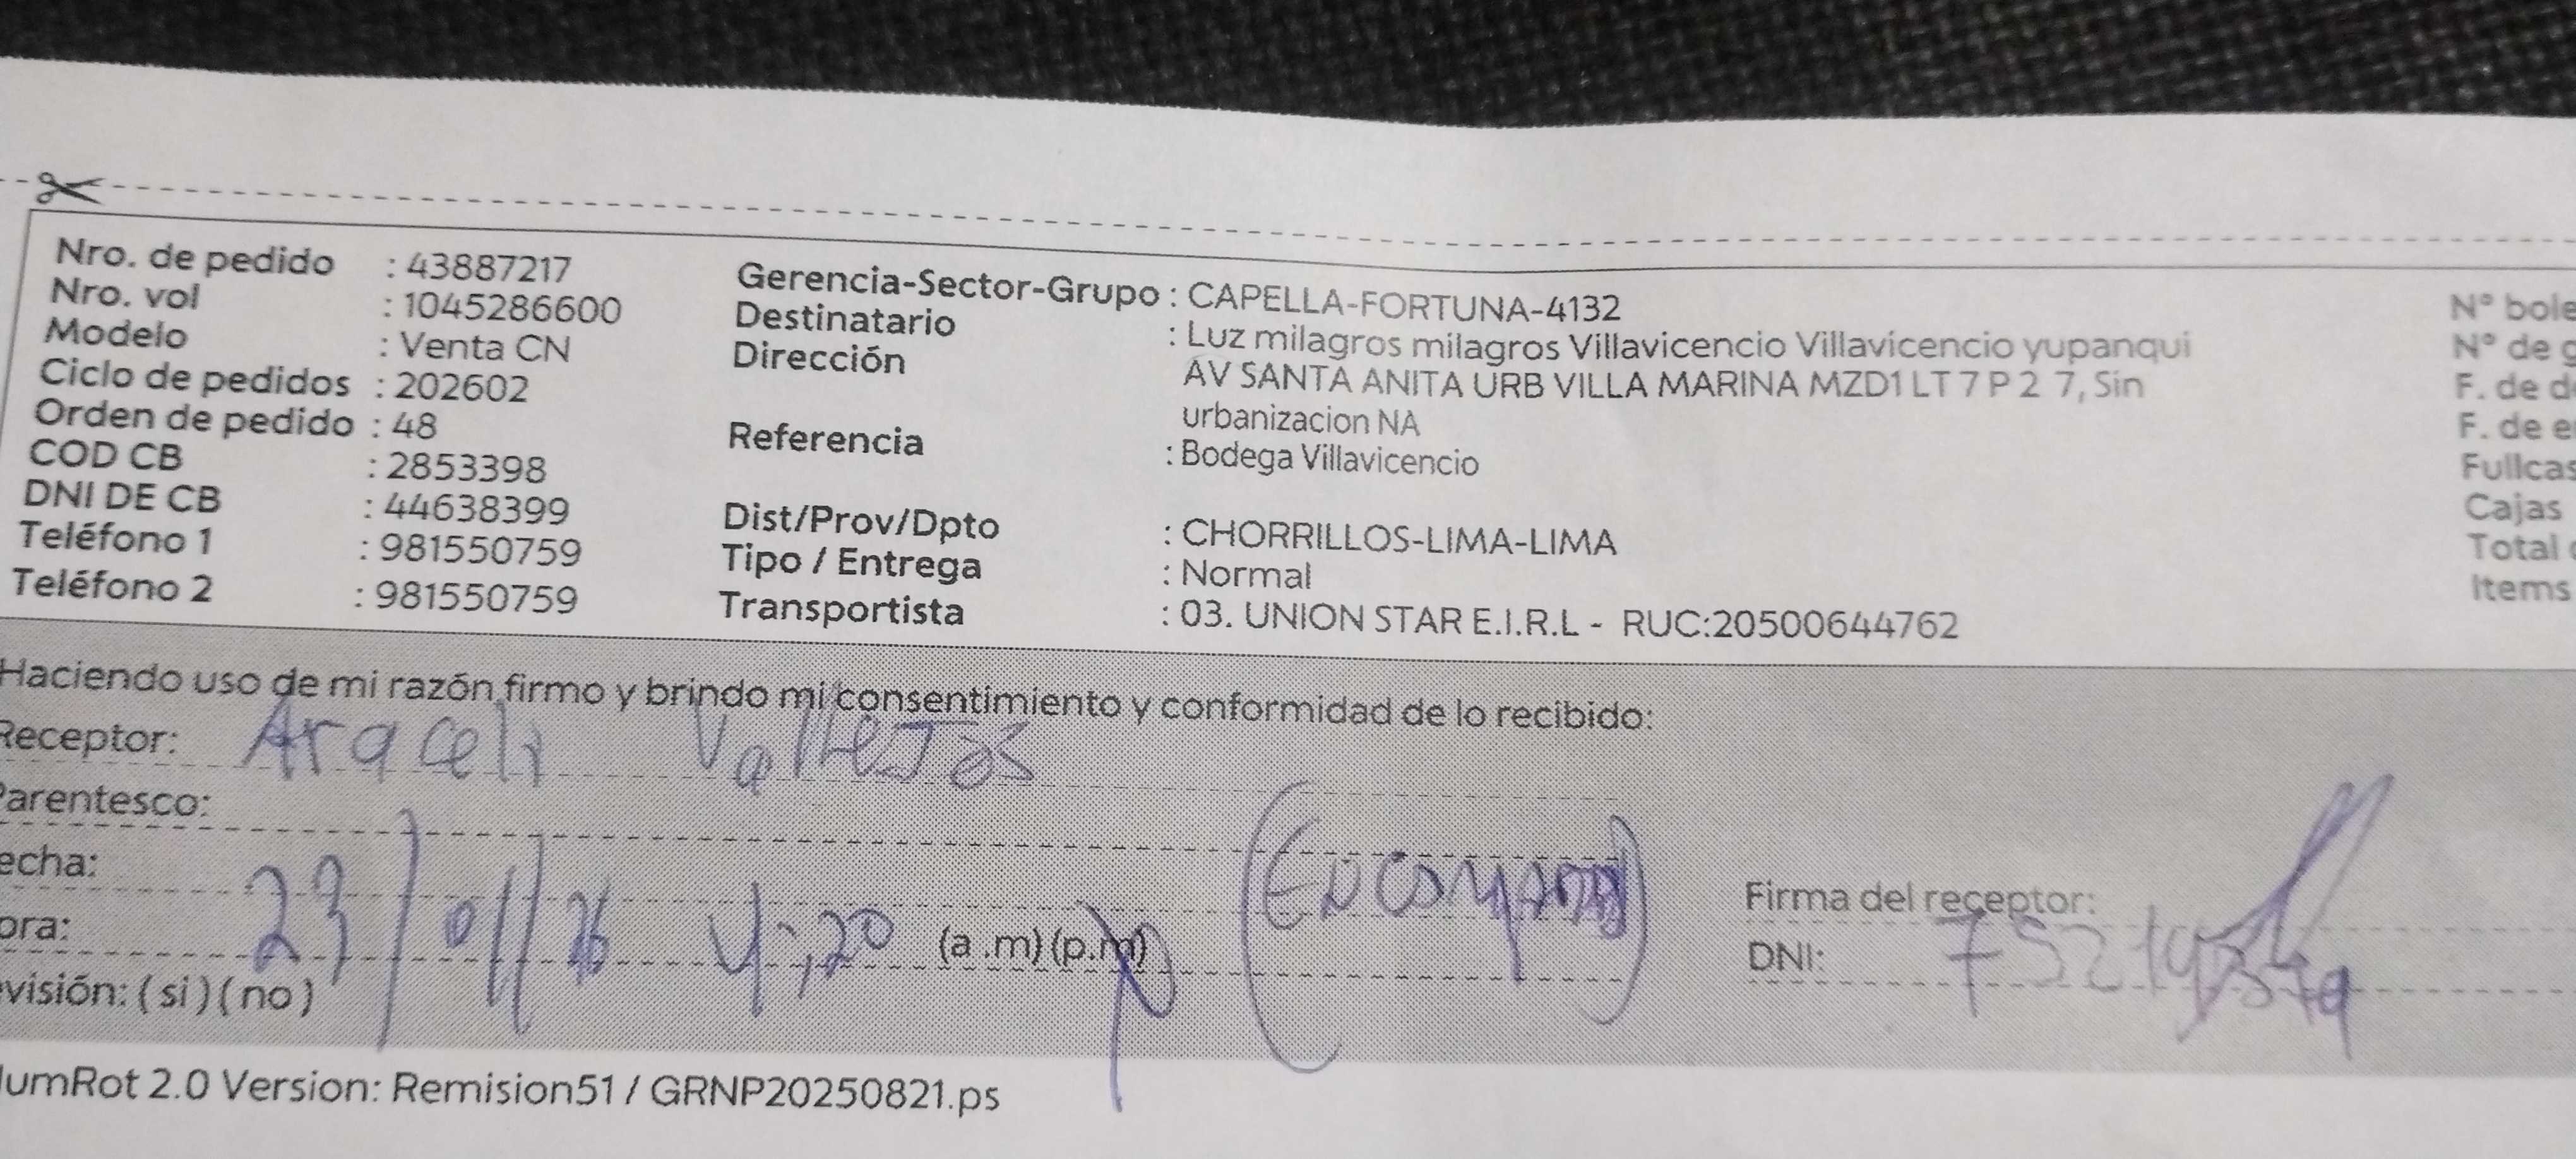 Nro. de pedido : 43887217
Nro. vol : 1045286600
Modelo : Venta CN
Ciclo de pedidos : 202602
Orden de pedido : 48
COD CB : 2853398
DNI DE CB : 44638399
Teléfono 1 : 981550759
Teléfono 2 : 981550759
Gerencia-Sector-Grupo : CAPELLA-FORTUNA-4132
Destinatario : Luz milagros milagros Villavicencio Villavicencio yupanqui
Dirección AV SANTA ANITA URB VILLA MARINA MZD1 LT 7 P 2 7, Sin
urbanizacion NA
Referencia : Bodega Villavicencio
Dist/Prov/Dpto : CHORRILLOS-LIMA-LIMA
Tipo / Entrega : Normal
Transportista : 03. UNION STAR E.I.R.L - RUC:20500644762
N° bole
N° de g
F. de d
F. de e
Fullcas
Cajas
Total
Items
Haciendo uso de mi razón firmo y brindo mi consentimiento y conformidad de lo recibido:
Receptor: Araceli Vallejos
Parentesco:
echa: 23/01/26
ora: 4:20 (a .m) (p.m)
visión: ( si ) ( no )
Firma del receptor:
DNI:
umRot 2.0 Version: Remision51 / GRNP20250821.ps